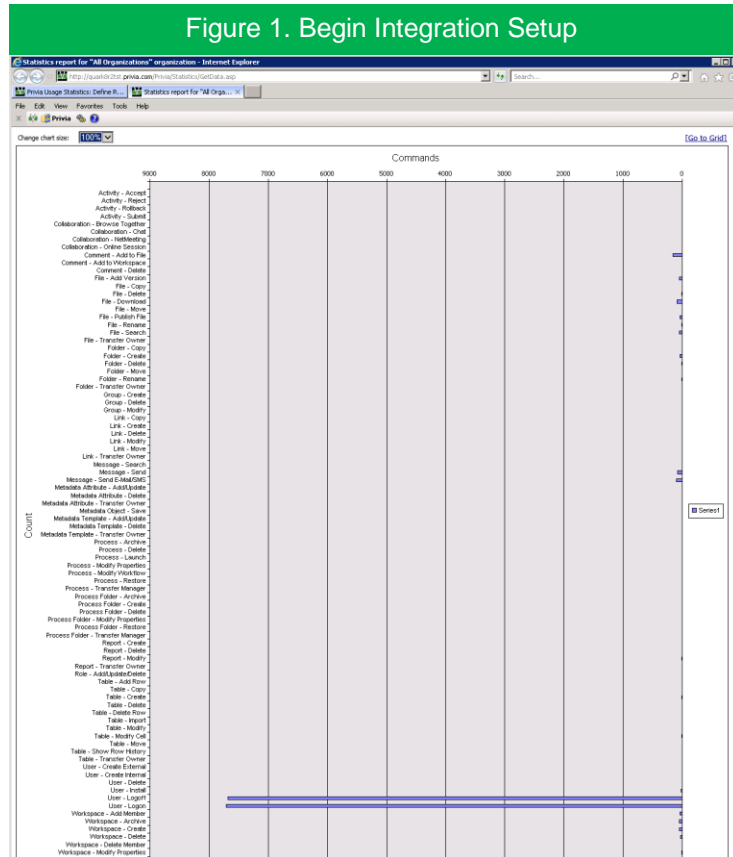 Figure 1. Begin Integration Setup
Statistics report for "All Organizations" organization - Internet Explorer
Search...
Privia Usage Statistics: Define R...
Statistics report for "All Orga...
File Edit View Favorites Tools Help
Privia
Change chart size: 100%
[Go to Grid]
Commands
9000 8000 7000 6000 5000 4000 3000 2000 1000 0
Activity - Accept
Activity - Reject
Activity - Rollback
Activity - Submit
Collaboration - Browse Together
Collaboration - Chat
Collaboration - NetMeeting
Collaboration - Online Session
Comment - Add to File
Comment - Add to Workspace
Comment - Delete
File - Add Version
File - Copy
File - Delete
File - Download
File - Move
File - Publish File
File - Rename
File - Search
File - Transfer Owner
Folder - Copy
Folder - Create
Folder - Delete
Folder - Move
Folder - Rename
Folder - Transfer Owner
Group - Create
Group - Delete
Group - Modify
Link - Copy
Link - Create
Link - Delete
Link - Modify
Link - Move
Link - Transfer Owner
Message - Search
Message - Send
Message - Send E-Mail/SMS
Metadata Attribute - Add/Update
Metadata Attribute - Delete
Metadata Attribute - Transfer Owner
Metadata Object - Save
Metadata Template - Add/Update
Metadata Template - Delete
Metadata Template - Transfer Owner
Process - Archive
Process - Delete
Process - Launch
Process - Modify Properties
Process - Modify Workflow
Process - Restore
Process - Transfer Manager
Process Folder - Archive
Process Folder - Create
Process Folder - Delete
Process Folder - Modify Properties
Process Folder - Restore
Process Folder - Transfer Manager
Report - Create
Report - Delete
Report - Modify
Report - Transfer Owner
Role - Add/Update/Delete
Table - Add Row
Table - Copy
Table - Create
Table - Delete
Table - Delete Row
Table - Import
Table - Modify
Table - Modify Cell
Table - Move
Table - Show Row History
Table - Transfer Owner
User - Create External
User - Create Internal
User - Delete
User - Install
User - Logoff
User - Logon
Workspace - Add Member
Workspace - Archive
Workspace - Create
Workspace - Delete
Workspace - Delete Member
Workspace - Modify Properties
Count
Series1